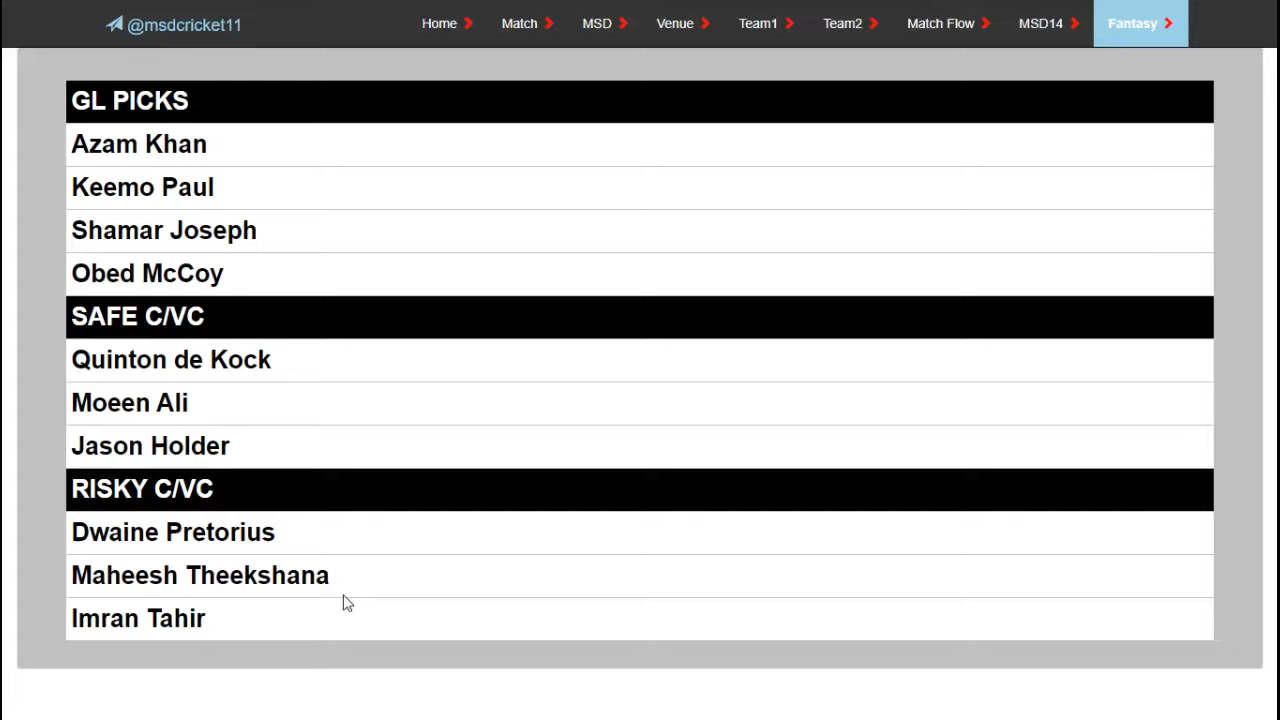 @msdcricket11 Home Match MSD Venue Team1 Team2 Match Flow MSD14 Fantasy
GL PICKS
Azam Khan
Keemo Paul
Shamar Joseph
Obed McCoy
SAFE C/VC
Quinton de Kock
Moeen Ali
Jason Holder
RISKY C/VC
Dwaine Pretorius
Maheesh Theekshana
Imran Tahir